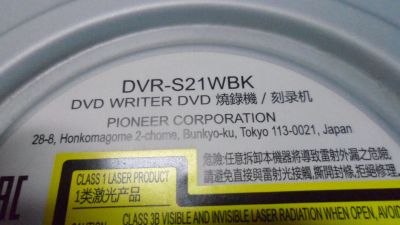 DVR-S21WBK
DVD WRITER DVD 燒錄機 / 刻录机
PIONEER CORPORATION
28-8, Honkomagome 2-chome, Bunkyo-ku, Tokyo 113-0021, Japan
危險:任意拆卸本機器將導致雷射外漏之危險,
請避免直接與雷射光接觸,撕開封條,拒絕修理.
CLASS 1 LASER PRODUCT
1类激光产品
CAUTION
CLASS 3B VISIBLE AND INVISIBLE LASER RADIATION WHEN OPEN, AVOID